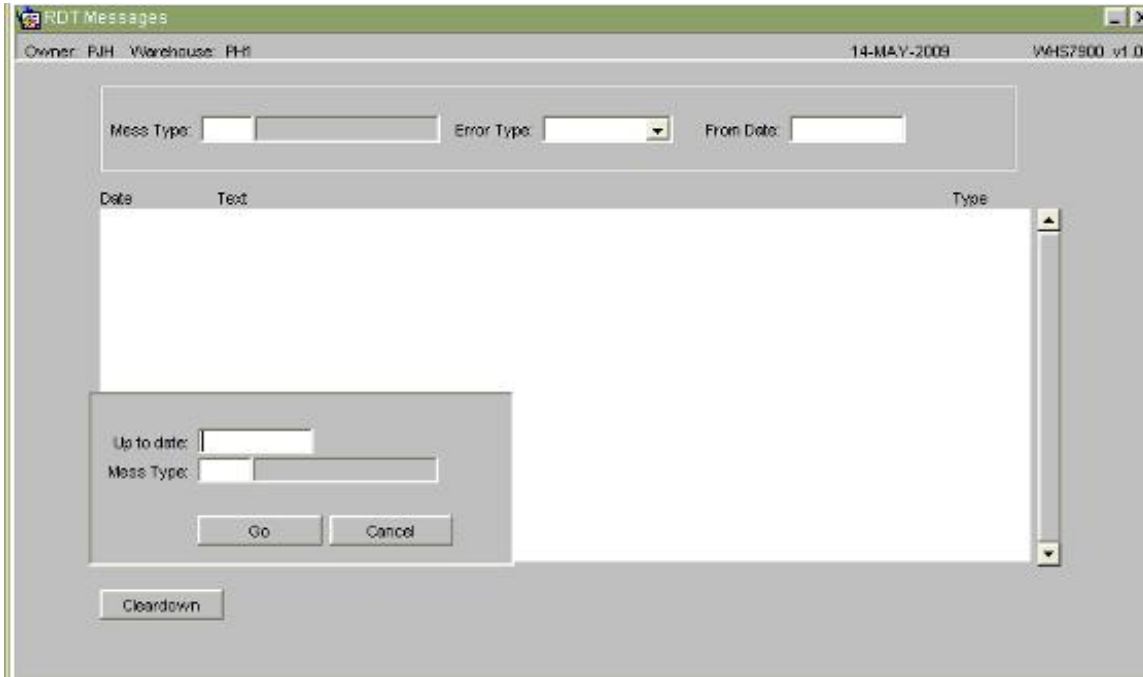 RDT Messages
Owner: PJH Warehouse: PH1 14-MAY-2009 WHS7900 v1.0
Mess Type: Error Type: From Date:
Date Text Type
Up to date:
Mess Type:
Go Cancel
Cleardown